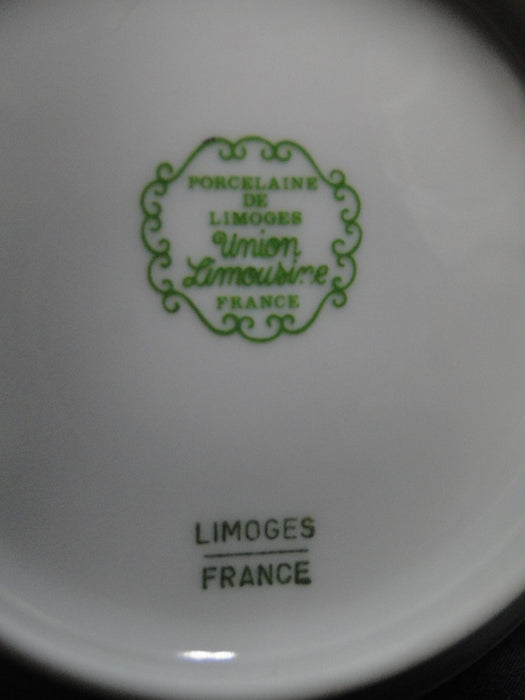 PORCELAINE
DE
LIMOGES
Union
Limousine
FRANCE
LIMOGES
FRANCE